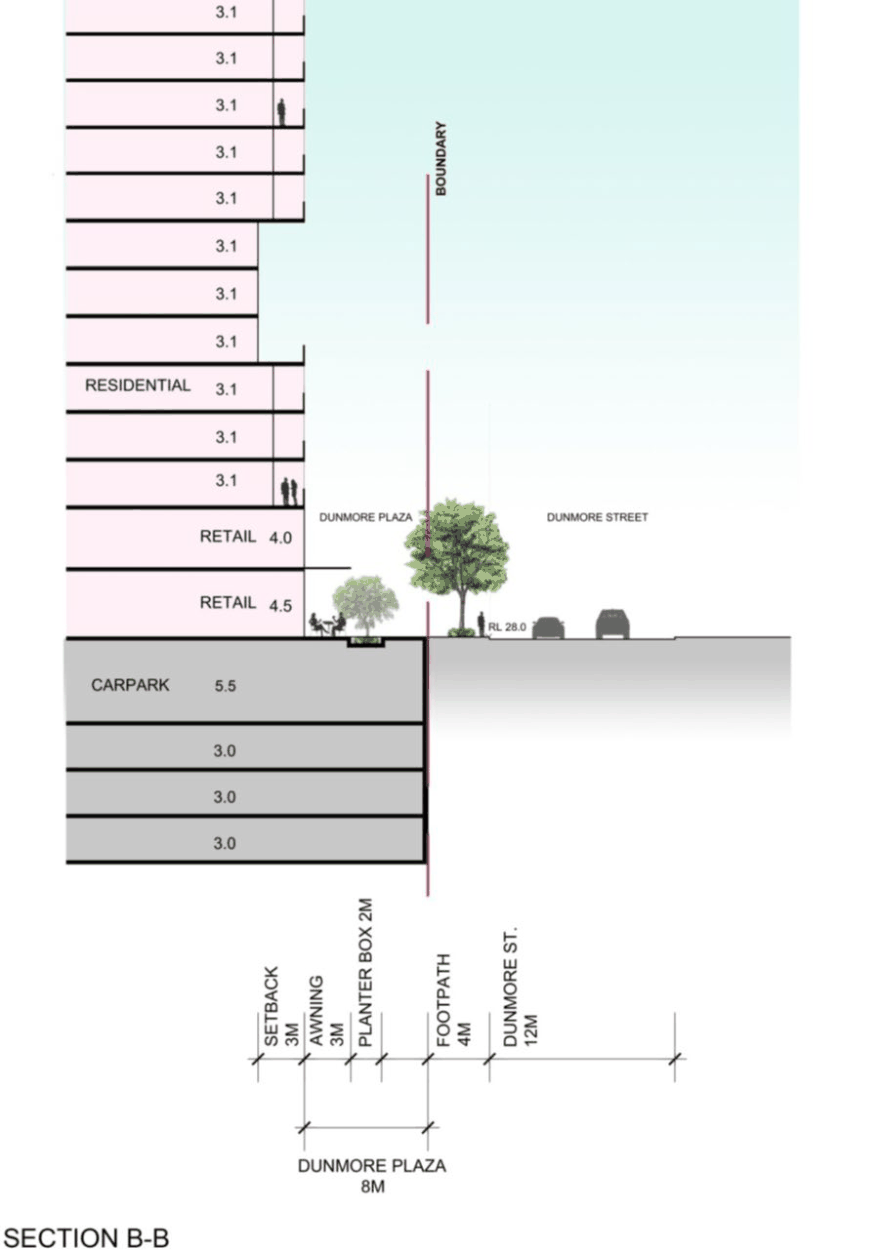 3.1
3.1
3.1
3.1
3.1
3.1
3.1
3.1
RESIDENTIAL 3.1
3.1
3.1
RETAIL 4.0
RETAIL 4.5
CARPARK 5.5
3.0
3.0
3.0
BOUNDARY
DUNMORE PLAZA
DUNMORE STREET
RL 28.0
SETBACK
3M
AWNING
3M
PLANTER BOX 2M
FOOTPATH
4M
DUNMORE ST.
12M
DUNMORE PLAZA
8M
SECTION B-B